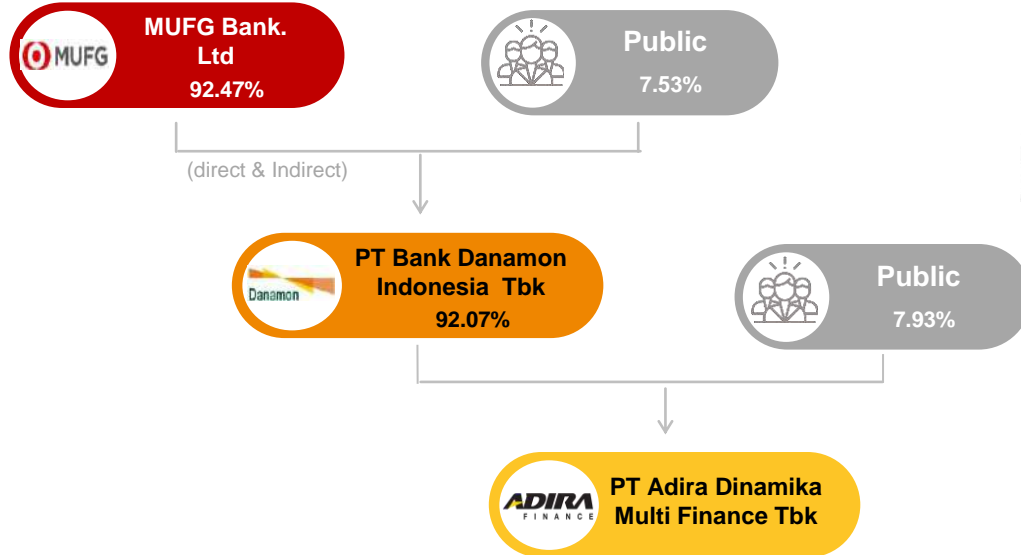 MUFG
MUFG Bank.
Ltd
92.47%
Public
7.53%
(direct & Indirect)
Danamon
PT Bank Danamon
Indonesia Tbk
92.07%
Public
7.93%
ADIRA
FINANCE
PT Adira Dinamika
Multi Finance Tbk